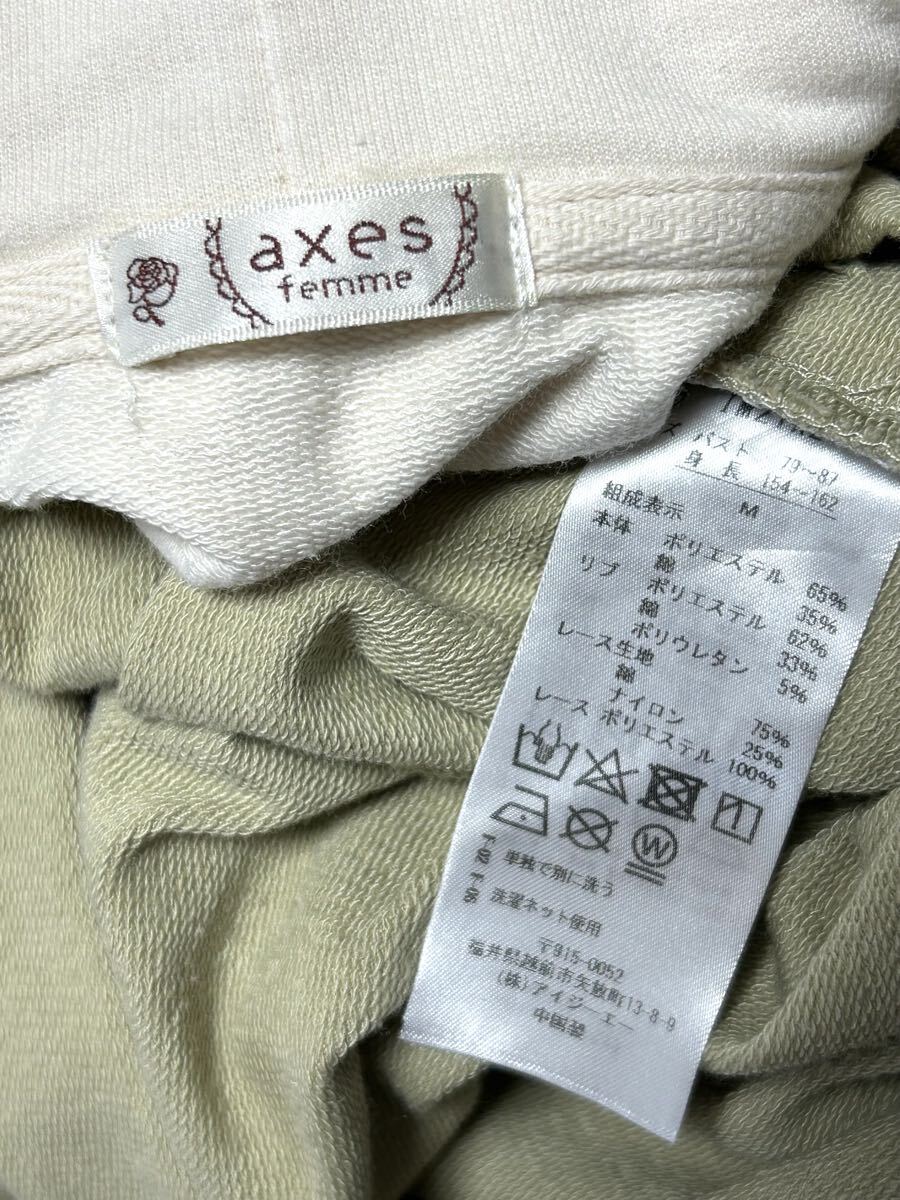 axes
femme
バスト 79~87
身長 154~162
M
組成表示
本体 ポリエステル 65%
綿 35%
リブ ポリエステル 62%
綿 33%
ポリウレタン 5%
レース生地
綿 75%
ナイロン 25%
レース ポリエステル 100%
W
単独で別に洗う
洗濯ネット使用
〒915-0052
福井県越前市矢放町13-8-9
(株)アイジーエー
中国製